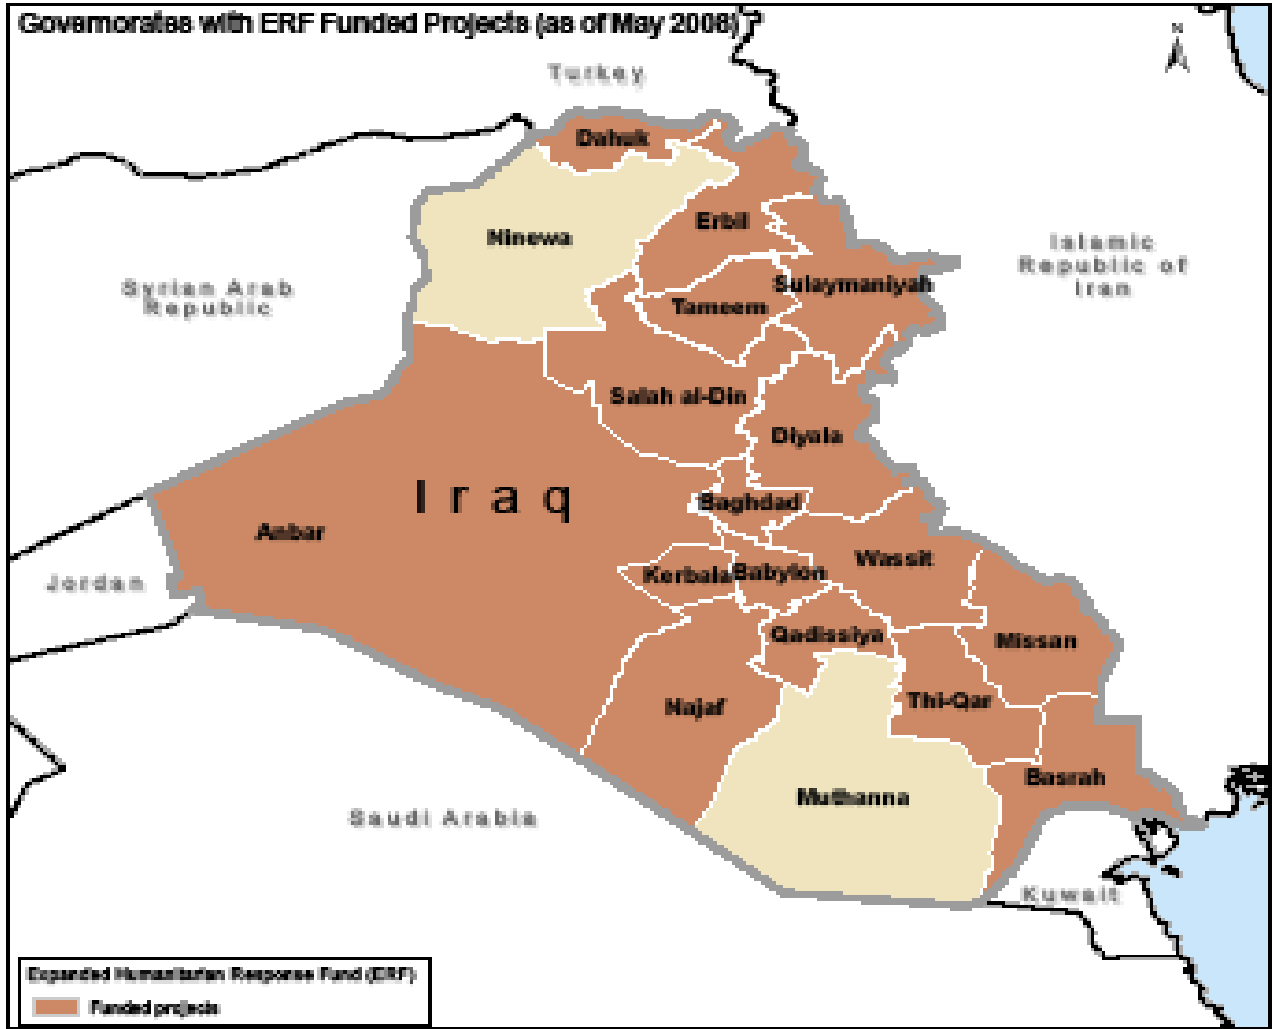 Governorates with ERF Funded Projects (as of May 2008)
Turkey
Dahuk
Ninewa
Erbil
Islamic
Republic of
Iran
Syrian Arab
Republic
Sulaymaniyah
Tameem
Salah al-Din
Diyala
Iraq
Baghdad
Anbar
Wassit
Jordan
Kerbala
Babylon
Qadissiya
Missan
Najaf
Thi-Qar
Basrah
Muthanna
Saudi Arabia
Kuwait
Expanded Humanitarian Response Fund (ERF)
Funded projects
N